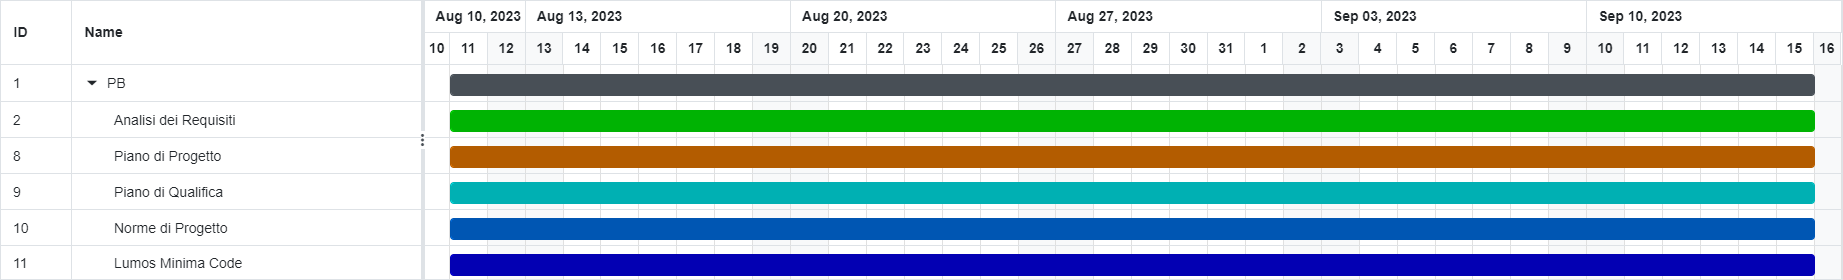 ID Name Aug 10, 2023 Aug 13, 2023 Aug 20, 2023 Aug 27, 2023 Sep 03, 2023 Sep 10, 2023
10 11 12 13 14 15 16 17 18 19 20 21 22 23 24 25 26 27 28 29 30 31 1 2 3 4 5 6 7 8 9 10 11 12 13 14 15 16
1 PB
2 Analisi dei Requisiti
8 Piano di Progetto
9 Piano di Qualifica
10 Norme di Progetto
11 Lumos Minima Code